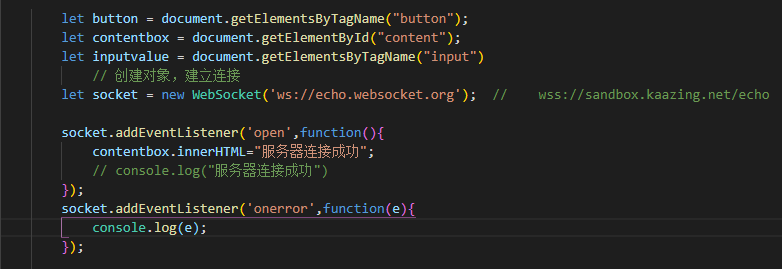 let button = document.getElementsByTagName("button");
let contentbox = document.getElementById("content");
let inputvalue = document.getElementsByTagName("input")
// 创建对象，建立连接
let socket = new WebSocket('ws://echo.websocket.org'); // wss://sandbox.kaazing.net/echo
socket.addEventListener('open',function(){
contentbox.innerHTML="服务器连接成功";
// console.log("服务器连接成功")
});
socket.addEventListener('onerror',function(e){
console.log(e);
});